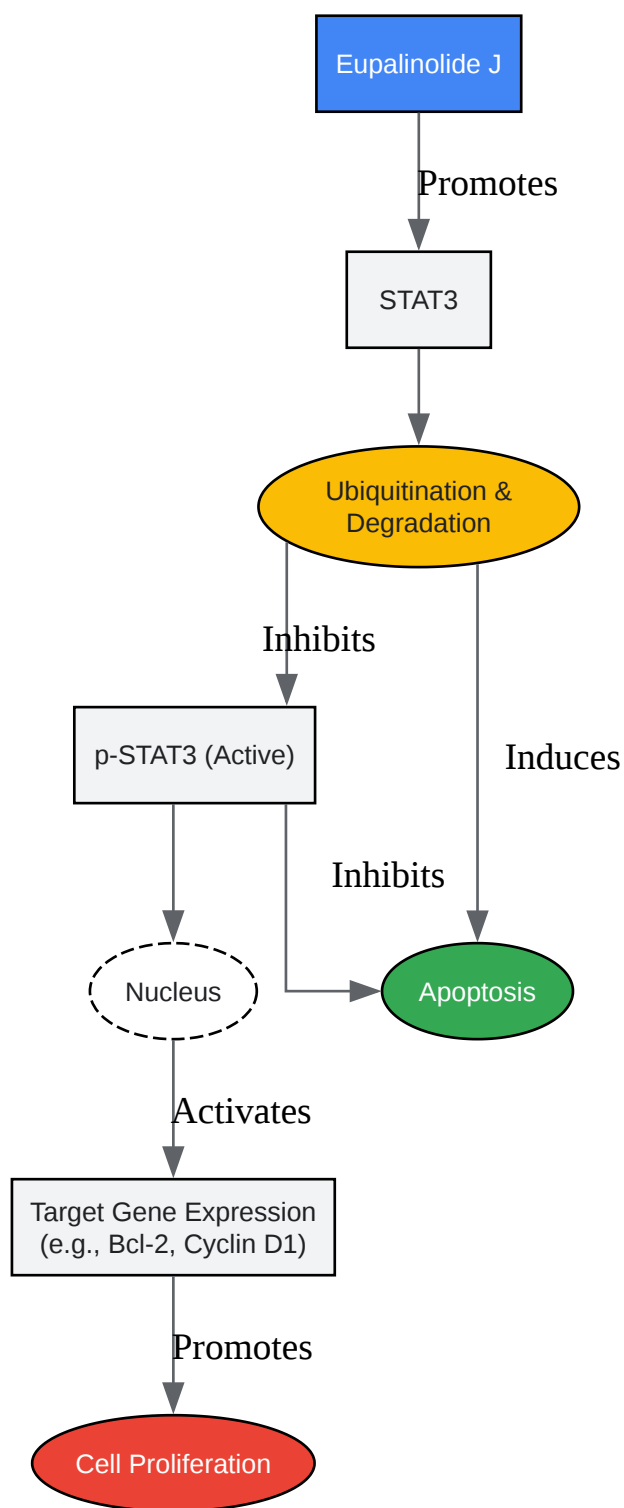 Eupalinolide J
Promotes
STAT3
Ubiquitination &
Degradation
Inhibits
p-STAT3 (Active)
Induces
Inhibits
Nucleus
Apoptosis
Activates
Target Gene Expression
(e.g., Bcl-2, Cyclin D1)
Promotes
Cell Proliferation